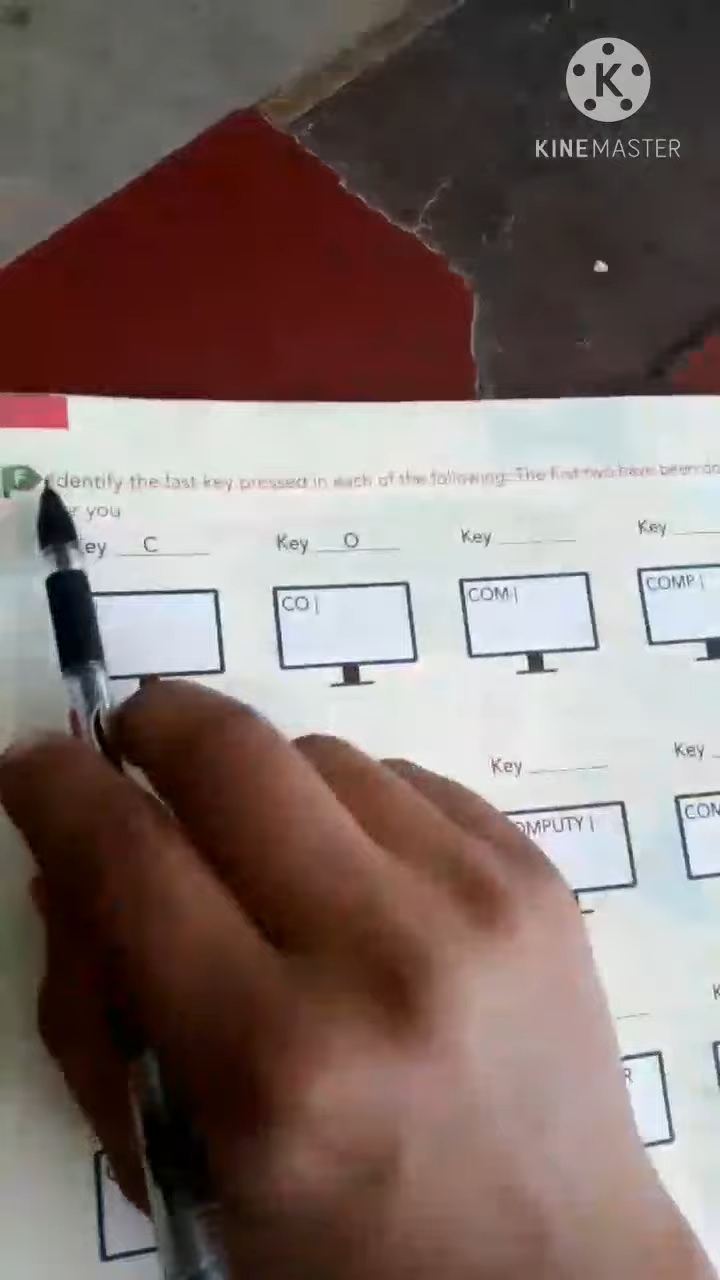 K
KINEMASTER
F Identify the last key pressed in each of the following. The first two have been
you
Key C Key O Key Key
CO| COM| COMP|
Key Key
OMPUTY| COM
R